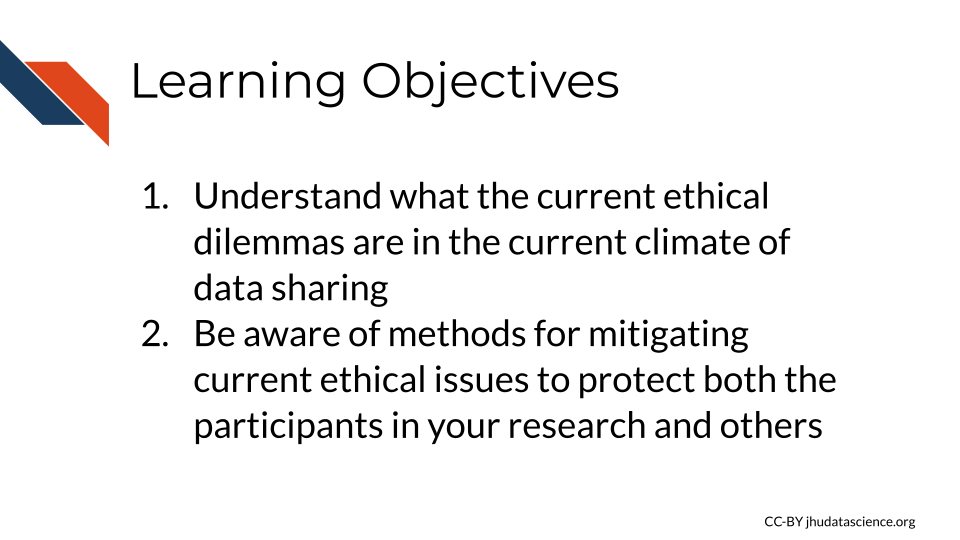 Learning Objectives
1. Understand what the current ethical
dilemmas are in the current climate of
data sharing
2. Be aware of methods for mitigating
current ethical issues to protect both the
participants in your research and others
CC-BY jhudatascience.org